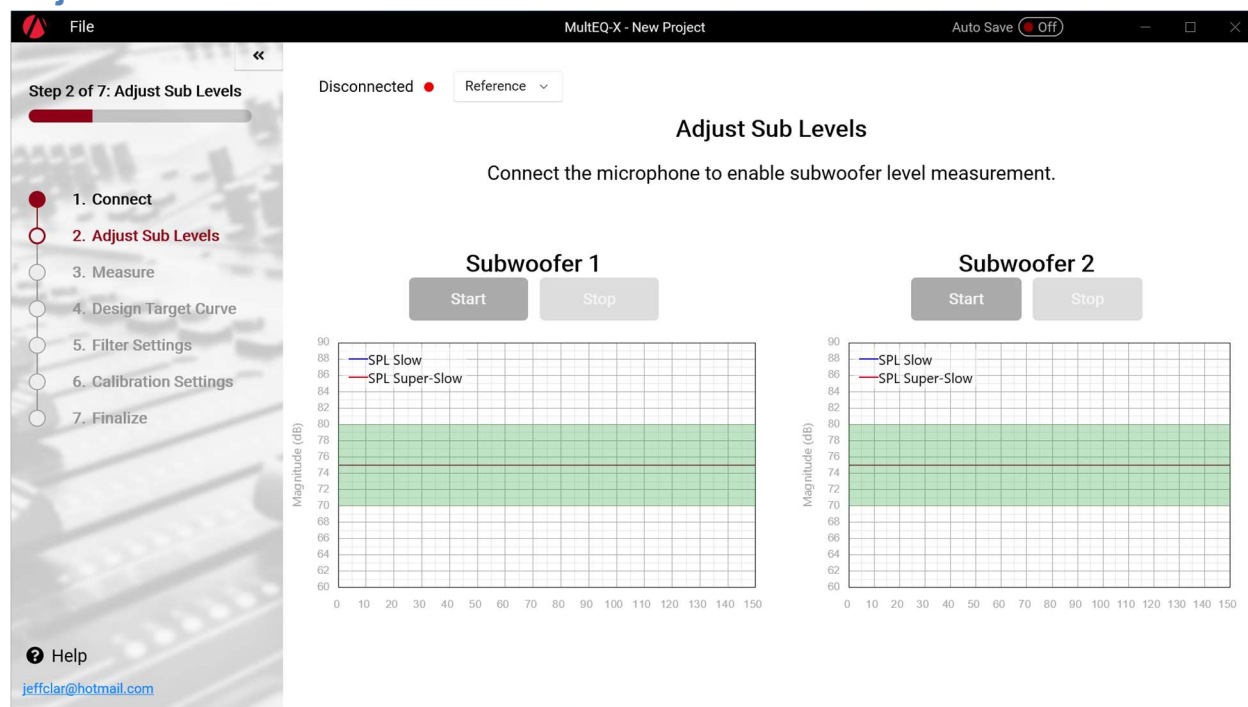 File
MultEQ-X - New Project
Auto Save Off
«
Step 2 of 7: Adjust Sub Levels
1. Connect
2. Adjust Sub Levels
3. Measure
4. Design Target Curve
5. Filter Settings
6. Calibration Settings
7. Finalize
Help
jeffclar@hotmail.com
Disconnected
Reference
Adjust Sub Levels
Connect the microphone to enable subwoofer level measurement.
Subwoofer 1
Start Stop
SPL Slow
SPL Super-Slow
Magnitude (dB)
90
88
86
84
82
80
78
76
74
72
70
68
66
64
62
60
0 10 20 30 40 50 60 70 80 90 100 110 120 130 140 150
Subwoofer 2
Start Stop
SPL Slow
SPL Super-Slow
Magnitude (dB)
90
88
86
84
82
80
78
76
74
72
70
68
66
64
62
60
0 10 20 30 40 50 60 70 80 90 100 110 120 130 140 150